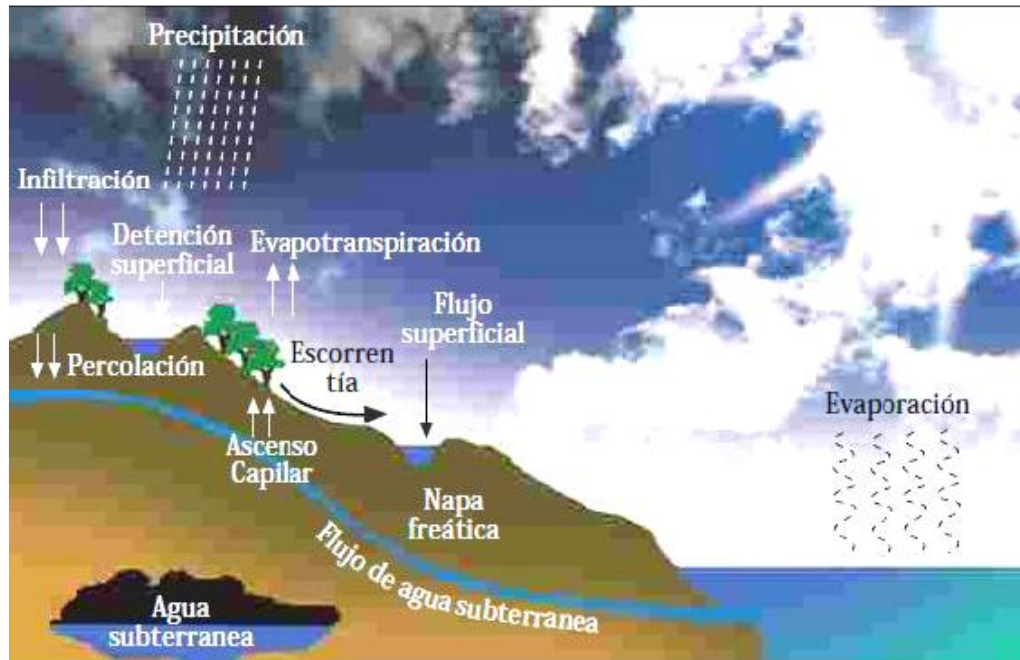 Precipitación
Infiltración
Detención
superficial
Evapotranspiración
Flujo
superficial
Percolación
Escorren
tía
Evaporación
Ascenso
Capilar
Napa
freática
Flujo de agua subterranea
Agua
subterranea